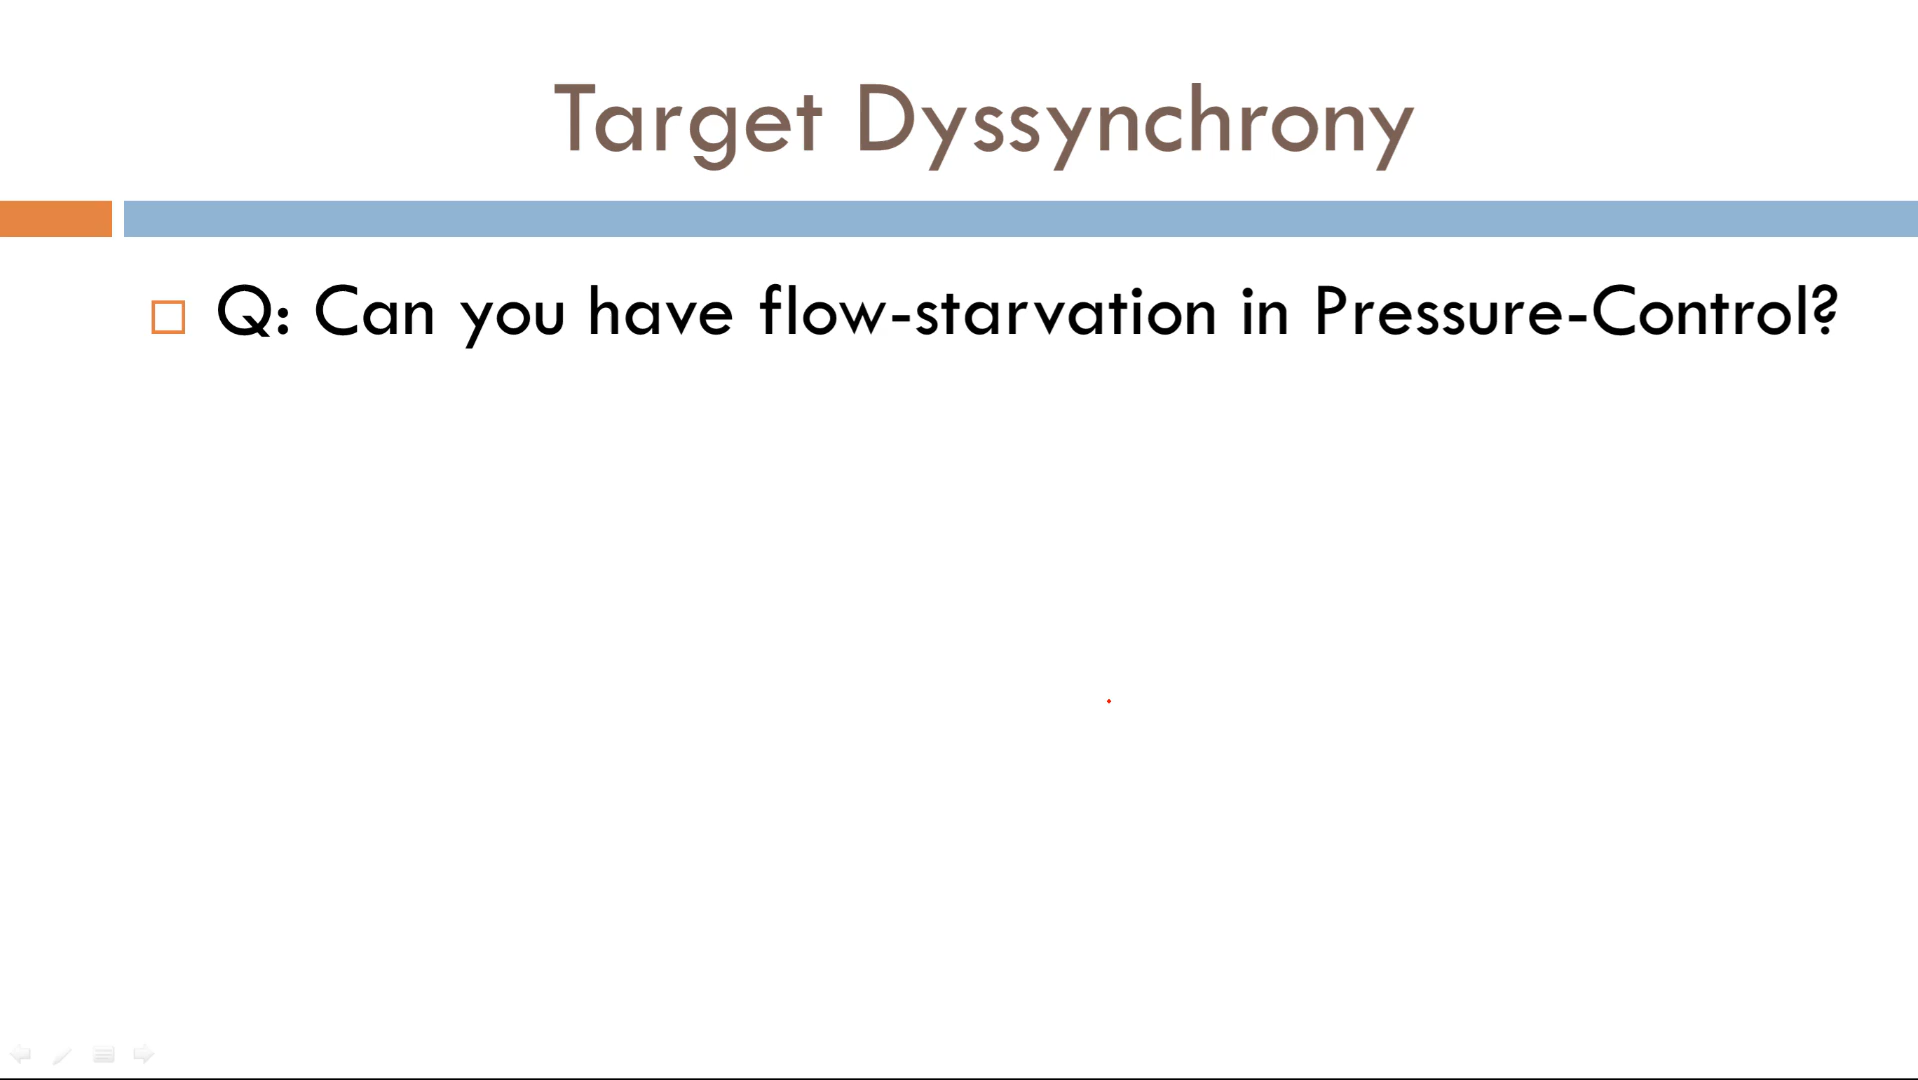 Target Dyssynchrony
Q: Can you have flow-starvation in Pressure-Control?